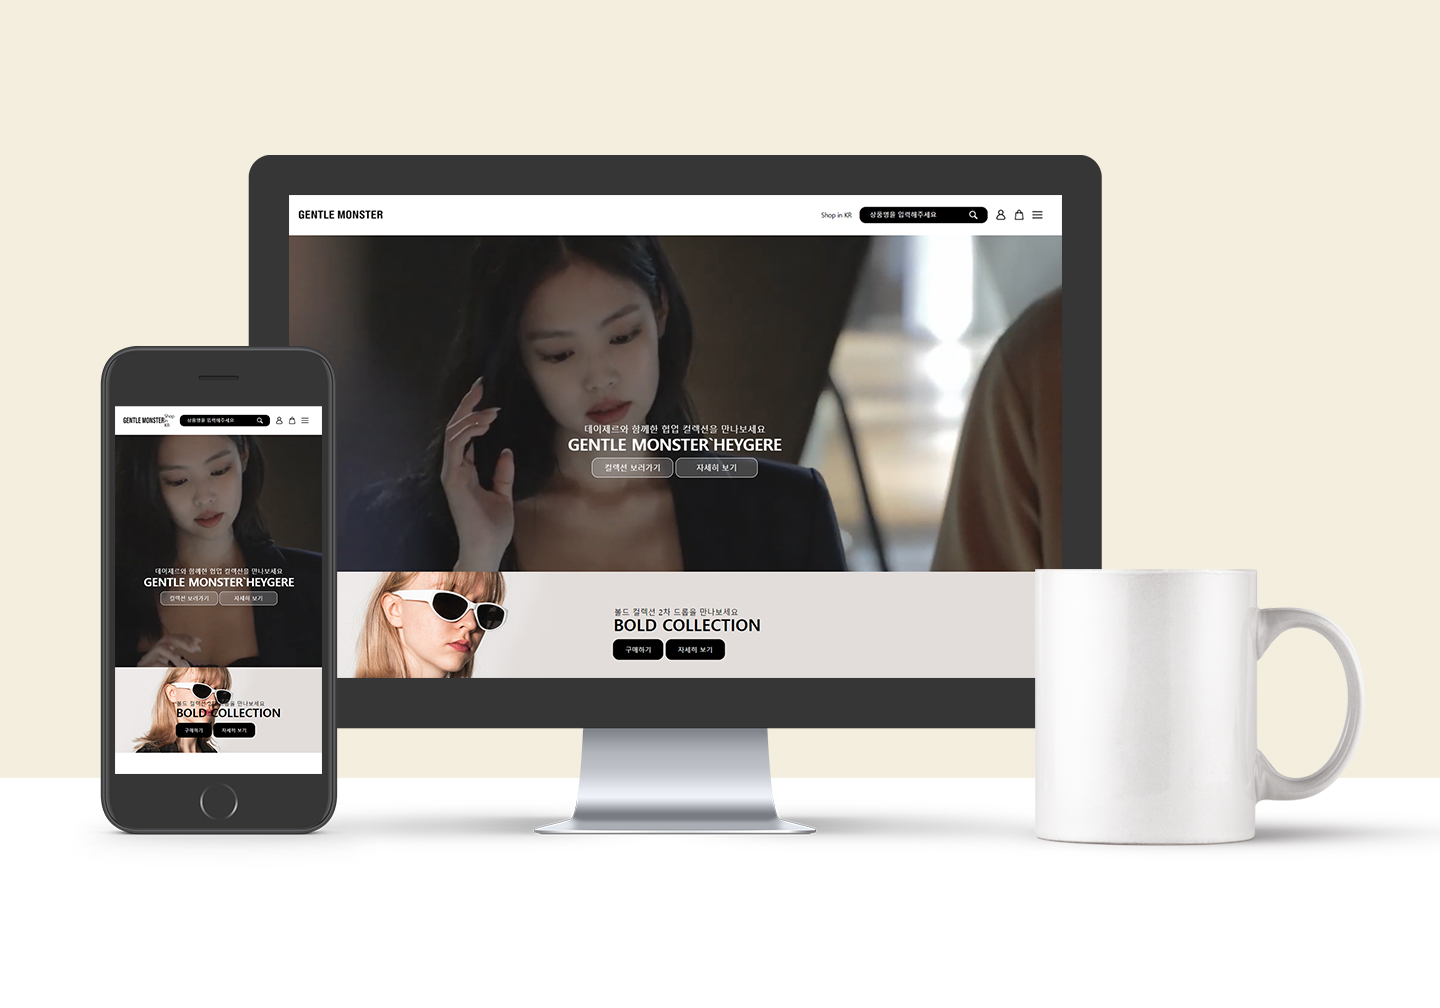 GENTLE MONSTER
Shop in KR
상품명을 입력해주세요
데이제르와 함께한 협업 컬렉션을 만나보세요
GENTLE MONSTER`HEYGERE
컬렉션 보러가기
자세히 보기
볼드 컬렉션 2차 드롭을 만나보세요
BOLD COLLECTION
구매하기
자세히 보기
GENTLE MONSTER
Shop
in
KR
상품명을 입력해주세요
데이제르와 함께한 협업 컬렉션을 만나보세요
GENTLE MONSTER`HEYGERE
컬렉션 보러가기
자세히 보기
볼드 컬렉션 2차 드롭을 만나보세요
BOLD COLLECTION
구매하기
자세히 보기